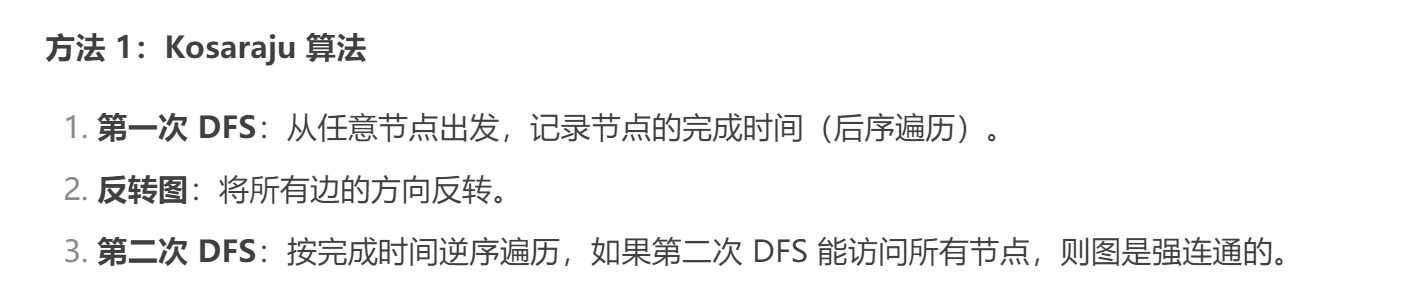 方法 1：Kosaraju 算法
1. 第一次 DFS：从任意节点出发，记录节点的完成时间（后序遍历）。
2. 反转图：将所有边的方向反转。
3. 第二次 DFS：按完成时间逆序遍历，如果第二次 DFS 能访问所有节点，则图是强连通的。